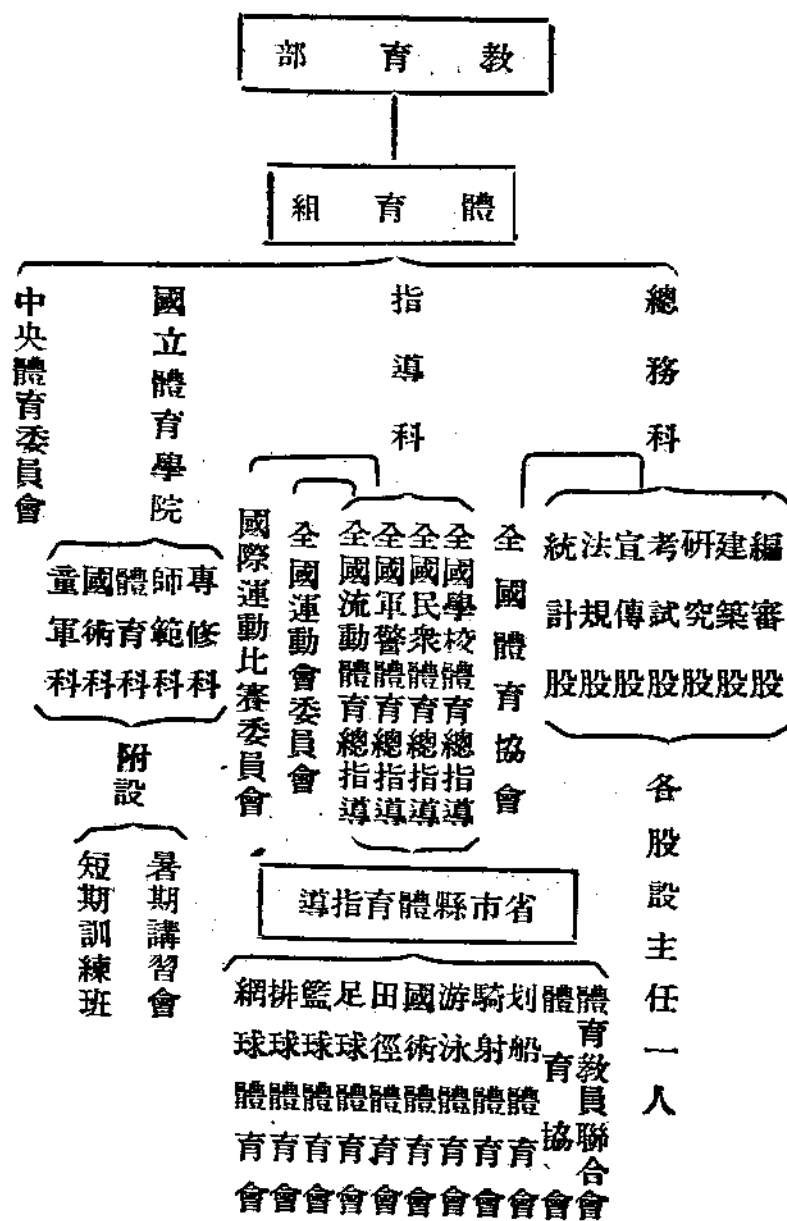 教育部
體育組
總務科
指導科
國立體育學院
中央體育委員會
編審股
建築股
研究股
考試股
宣傳股
法規股
統計股
各股設主任一人
全國體育協會
全國學校體育總指導
全國民衆體育總指導
全國軍警體育總指導
全國流動體育總指導
全國運動會委員會
國際運動比賽委員會
專修科
師範科
體育科
國術科
童軍科
附設
暑期講習會
短期訓練班
省市縣體育指導
體育教員聯合會
體育協會
划船體育會
騎射體育會
游泳體育會
國術體育會
田徑體育會
足球體育會
籃球體育會
排球體育會
網球體育會